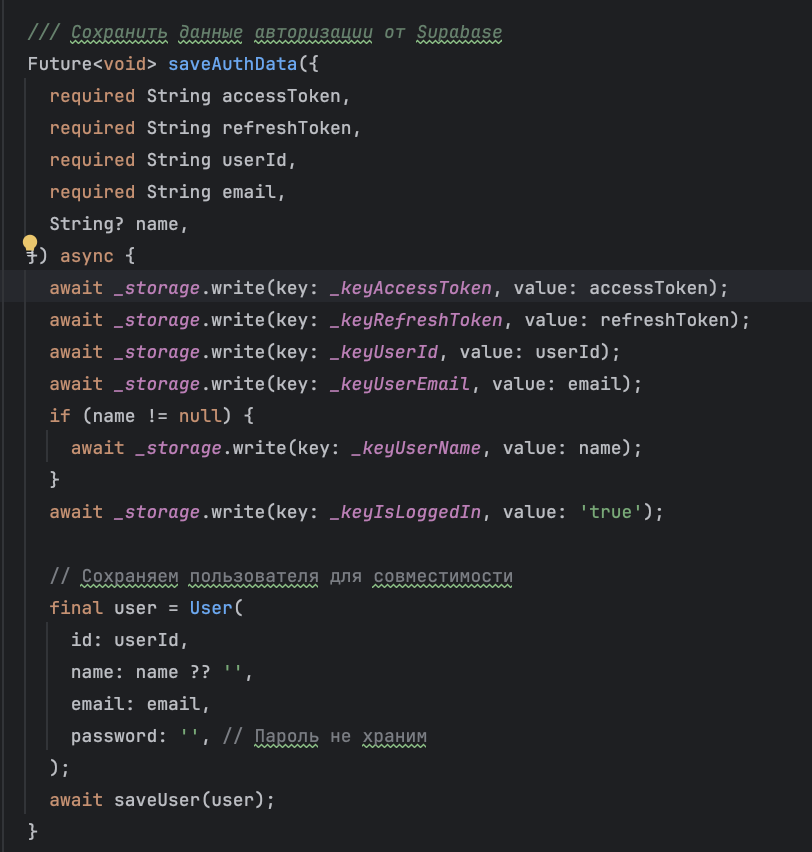 /// Сохранить данные авторизации от Supabase
Future<void> saveAuthData({
required String accessToken,
required String refreshToken,
required String userId,
required String email,
String? name,
}) async {
await _storage.write(key: _keyAccessToken, value: accessToken);
await _storage.write(key: _keyRefreshToken, value: refreshToken);
await _storage.write(key: _keyUserId, value: userId);
await _storage.write(key: _keyUserEmail, value: email);
if (name != null) {
await _storage.write(key: _keyUserName, value: name);
}
await _storage.write(key: _keyIsLoggedIn, value: 'true');
// Сохраняем пользователя для совместимости
final user = User(
id: userId,
name: name ?? '',
email: email,
password: '', // Пароль не храним
);
await saveUser(user);
}